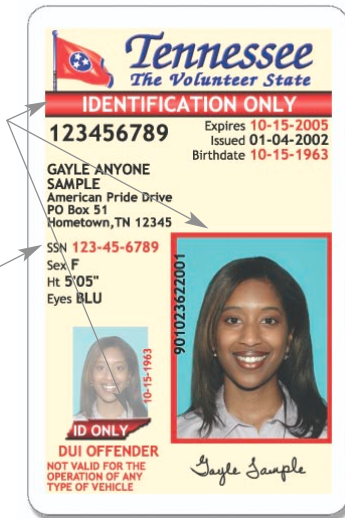 Tennessee
The Volunteer State
IDENTIFICATION ONLY
123456789
Expires 10-15-2005
Issued 01-04-2002
Birthdate 10-15-1963
GAYLE ANYONE
SAMPLE
American Pride Drive
PO Box 51
Hometown,TN 12345
SSN 123-45-6789
Sex F
Ht 5'05"
Eyes BLU
901023622001
10-15-1963
ID ONLY
DUI OFFENDER
NOT VALID FOR THE
OPERATION OF ANY
TYPE OF VEHICLE
Gayle Sample